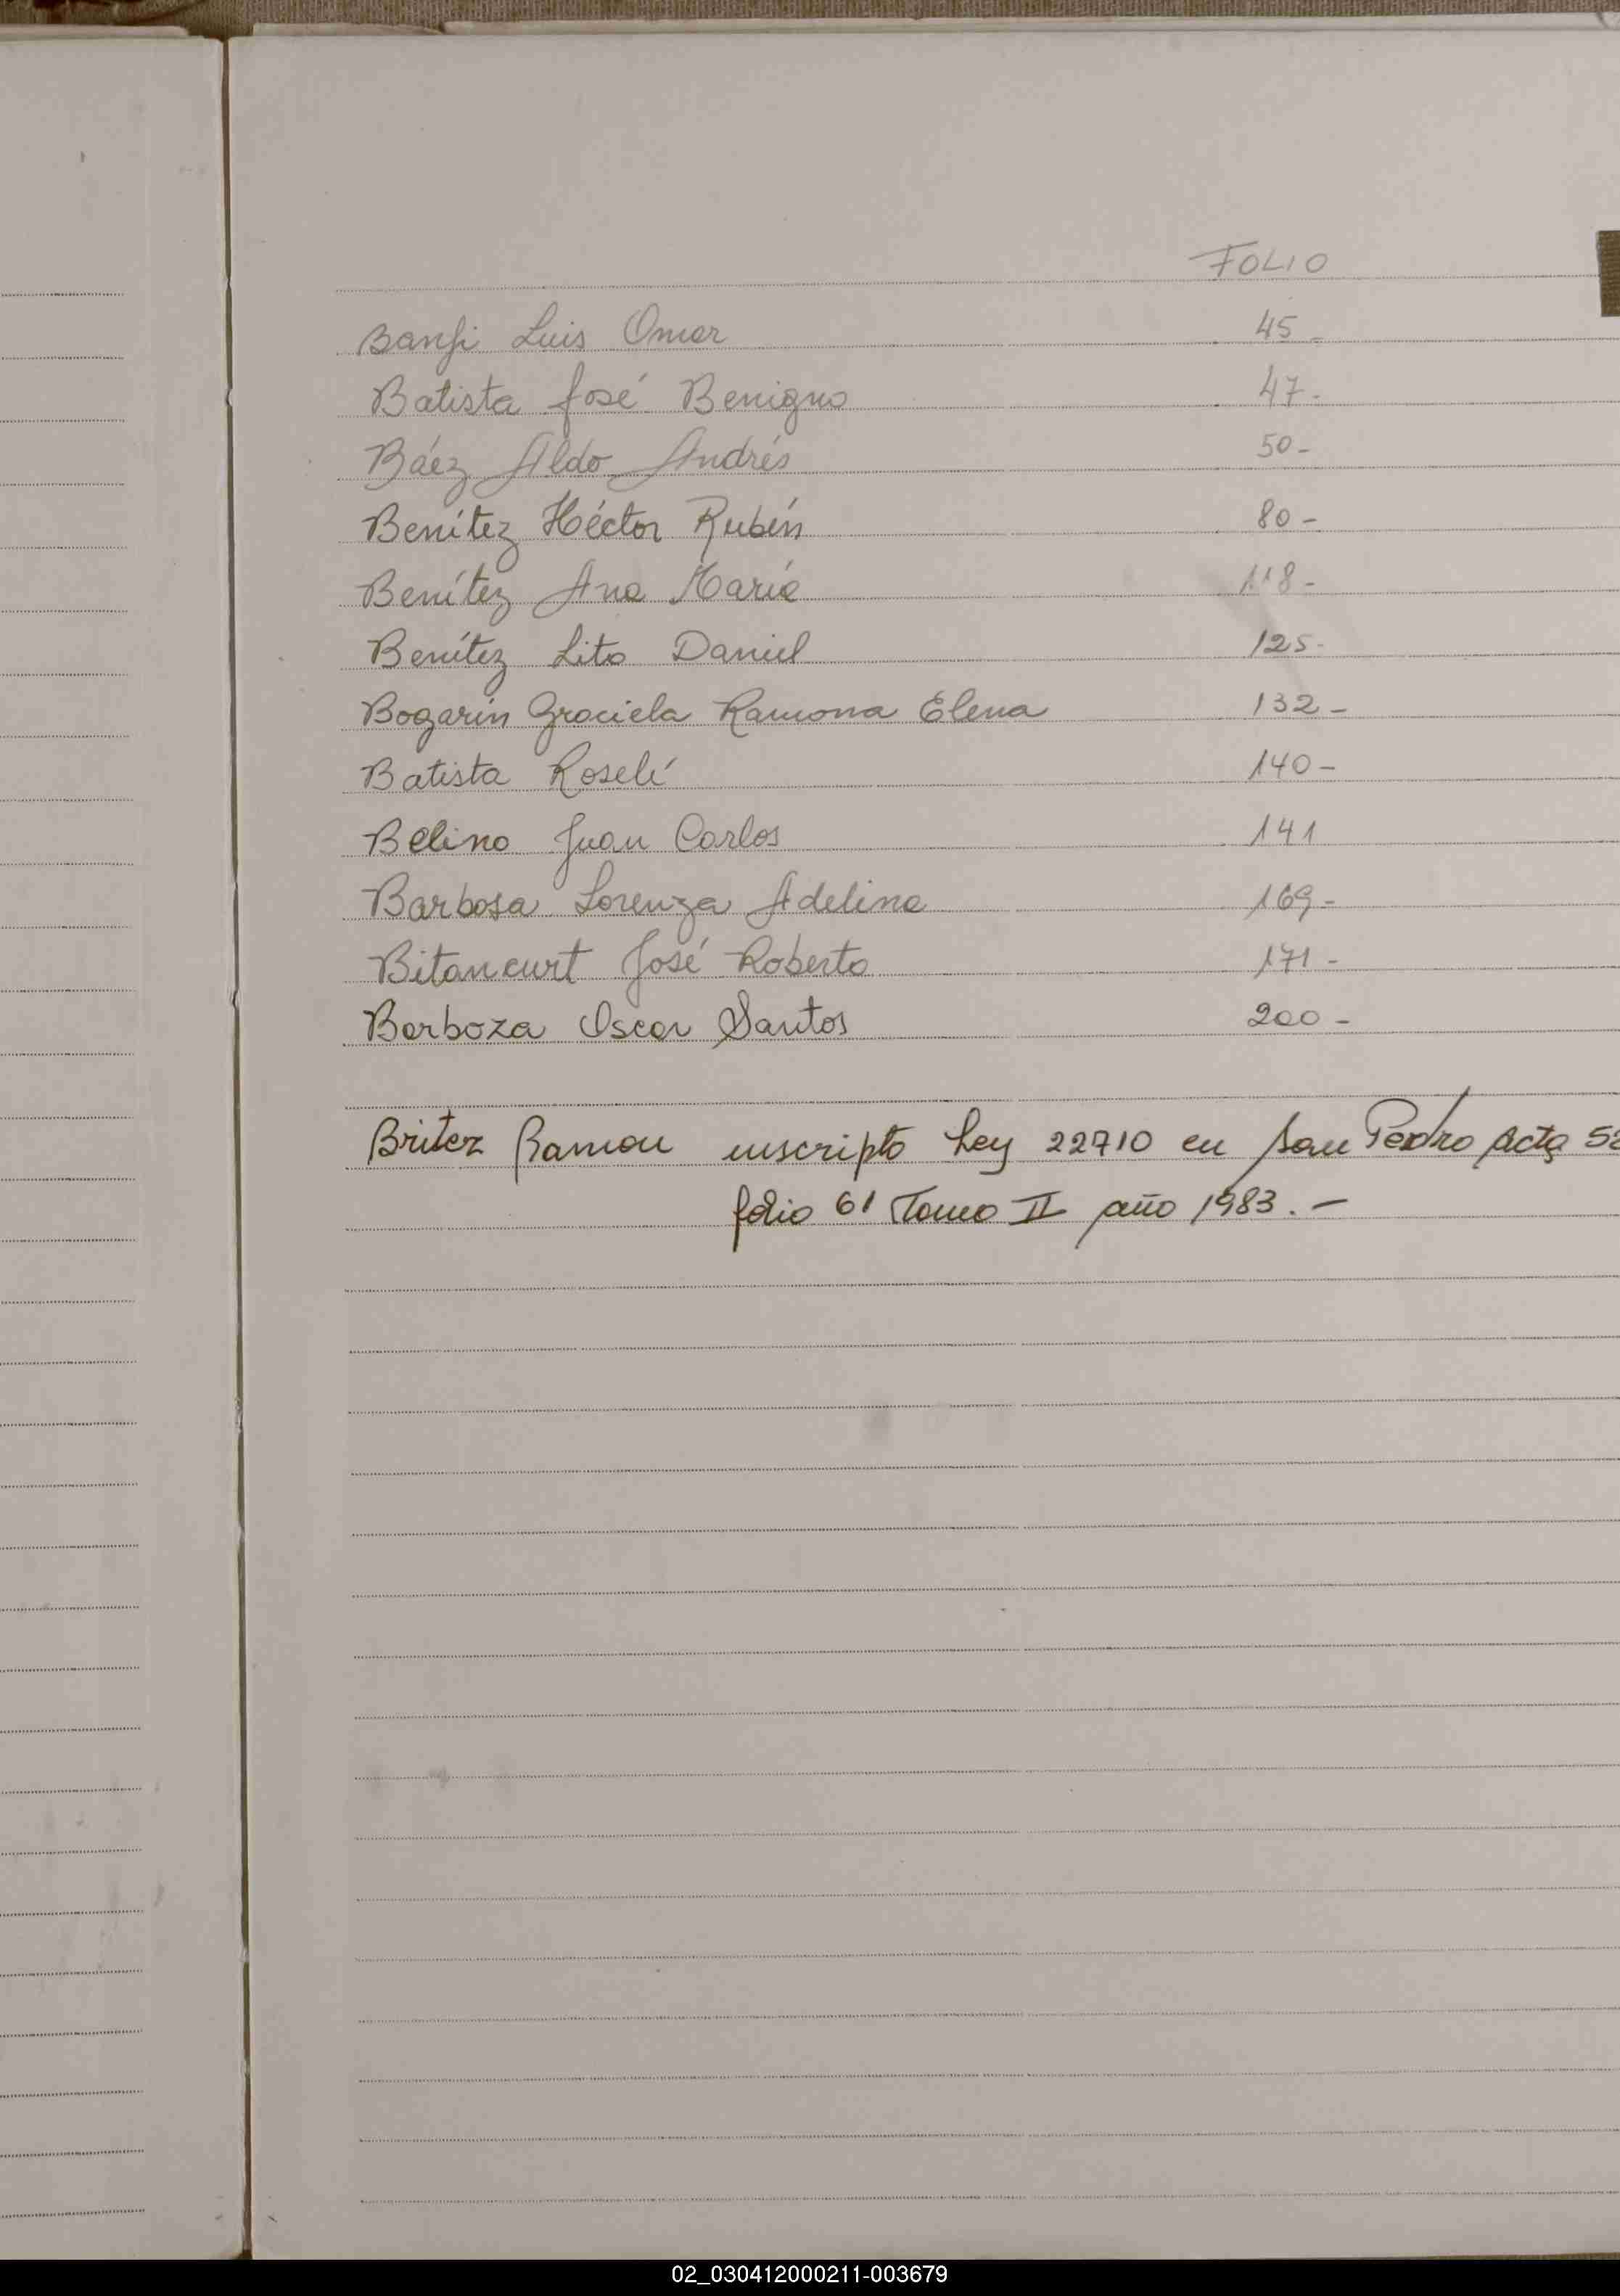 FOLIO
Banfi Luis Omar 45 -
Batista José Benigno 47 -
Báez Aldo Andrés 50 -
Benítez Héctor Rubén 80 -
Benítez Ana María 118 -
Benítez Lito Daniel 125 -
Bogarín Graciela Ramona Elena 132 -
Batista Roselí 140 -
Belino Juan Carlos 141
Barbosa Lorenza Adelina 169 -
Bitancurt José Roberto 171 -
Barboza Oscar Santos 200 -
Britez Ramon inscripto Ley 22710 en San Pedro Acta
folio 61 Tomo II año 1983. -
02_030412000211-003679